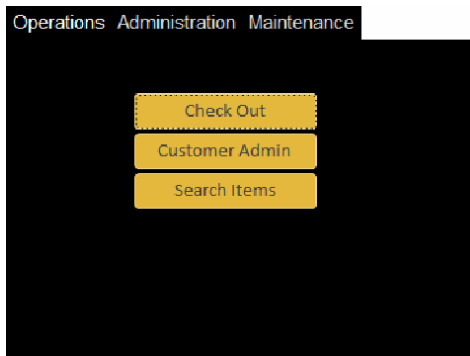 Operations Administration Maintenance
Check Out
Customer Admin
Search Items